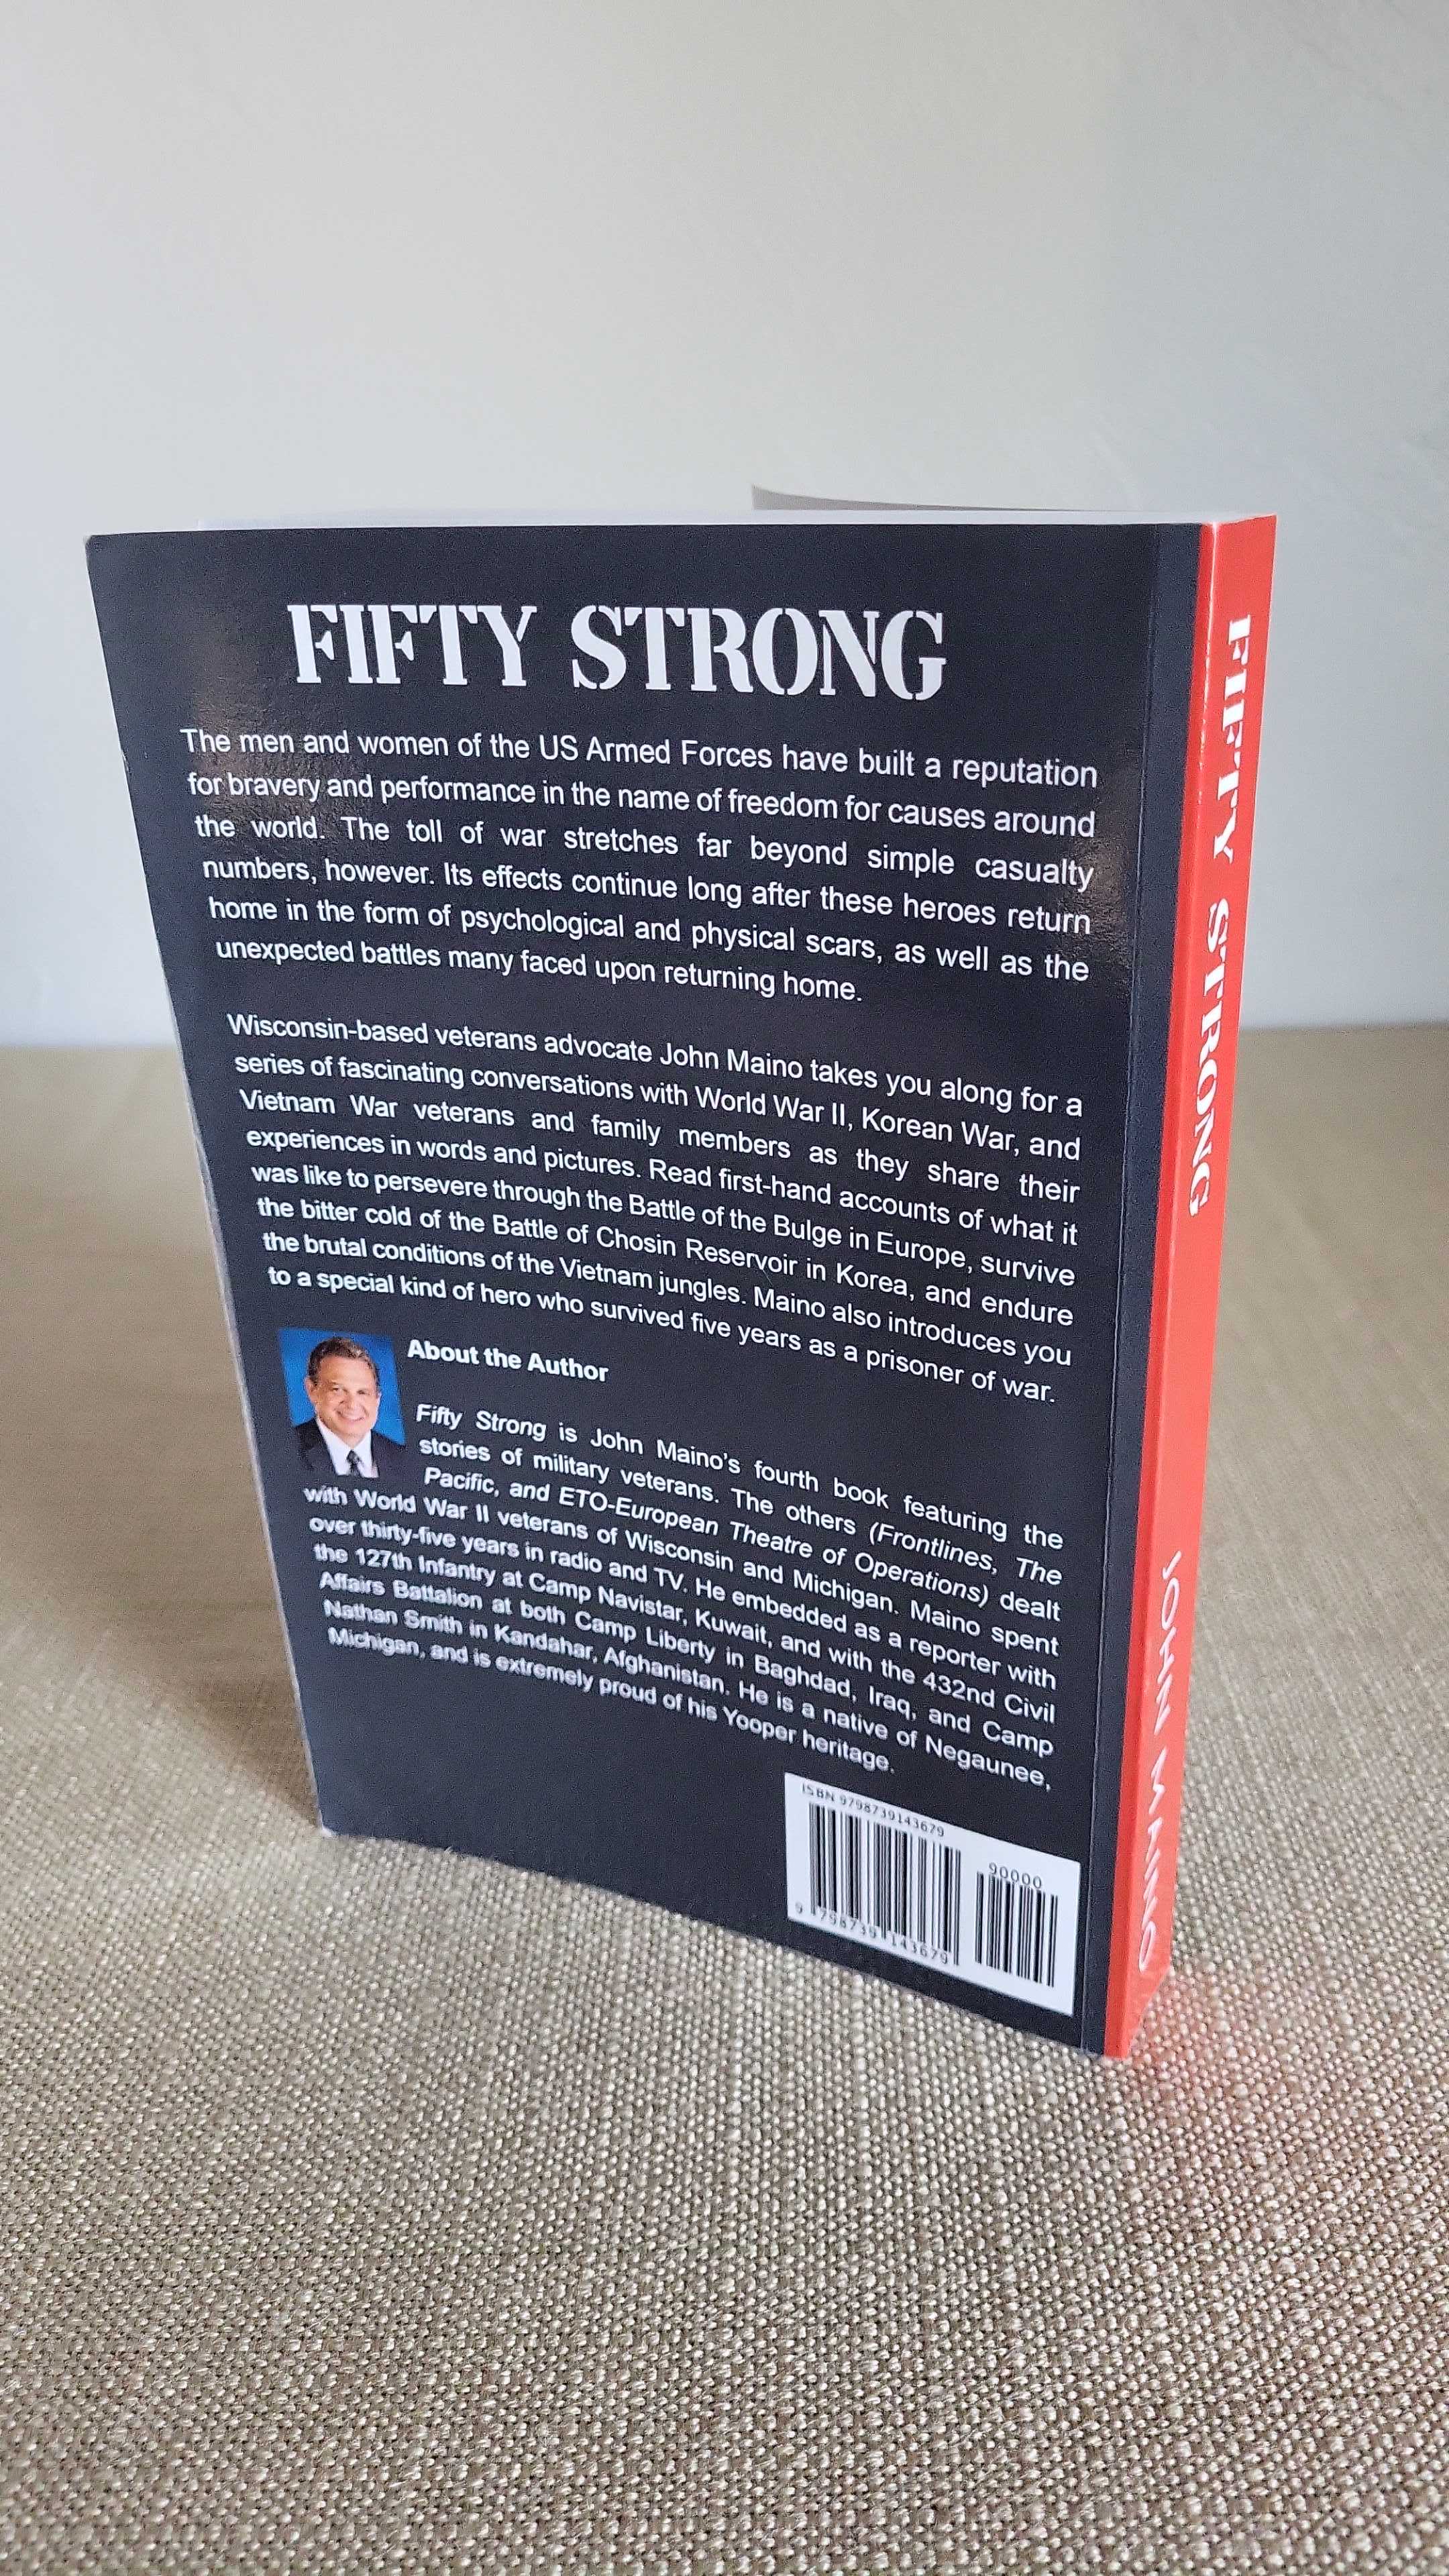 FIFTY STRONG
The men and women of the US Armed Forces have built a reputation
for bravery and performance in the name of freedom for causes around
the world. The toll of war stretches far beyond simple casualty
numbers, however. Its effects continue long after these heroes return
home in the form of psychological and physical scars, as well as the
unexpected battles many faced upon returning home.
Wisconsin-based veterans advocate John Maino takes you along for a
series of fascinating conversations with World War II, Korean War, and
Vietnam War veterans and family members as they share their
experiences in words and pictures. Read first-hand accounts of what it
was like to persevere through the Battle of the Bulge in Europe, survive
the bitter cold of the Battle of Chosin Reservoir in Korea, and endure
the brutal conditions of the Vietnam jungles. Maino also introduces you
to a special kind of hero who survived five years as a prisoner of war.
About the Author
Fifty Strong is John Maino's fourth book featuring the
stories of military veterans. The others (Frontlines, The
Pacific, and ETO-European Theatre of Operations) dealt
with World War II veterans of Wisconsin and Michigan. Maino spent
over thirty-five years in radio and TV. He embedded as a reporter with
the 127th Infantry at Camp Navistar, Kuwait, and with the 432nd Civil
Affairs Battalion at both Camp Liberty in Baghdad, Iraq, and Camp
Nathan Smith in Kandahar, Afghanistan. He is a native of Negaunee,
Michigan, and is extremely proud of his Yooper heritage.
ISBN 9798739143679
90000
9 798739 143679
FIFTY STRONG
JOHN MAINO